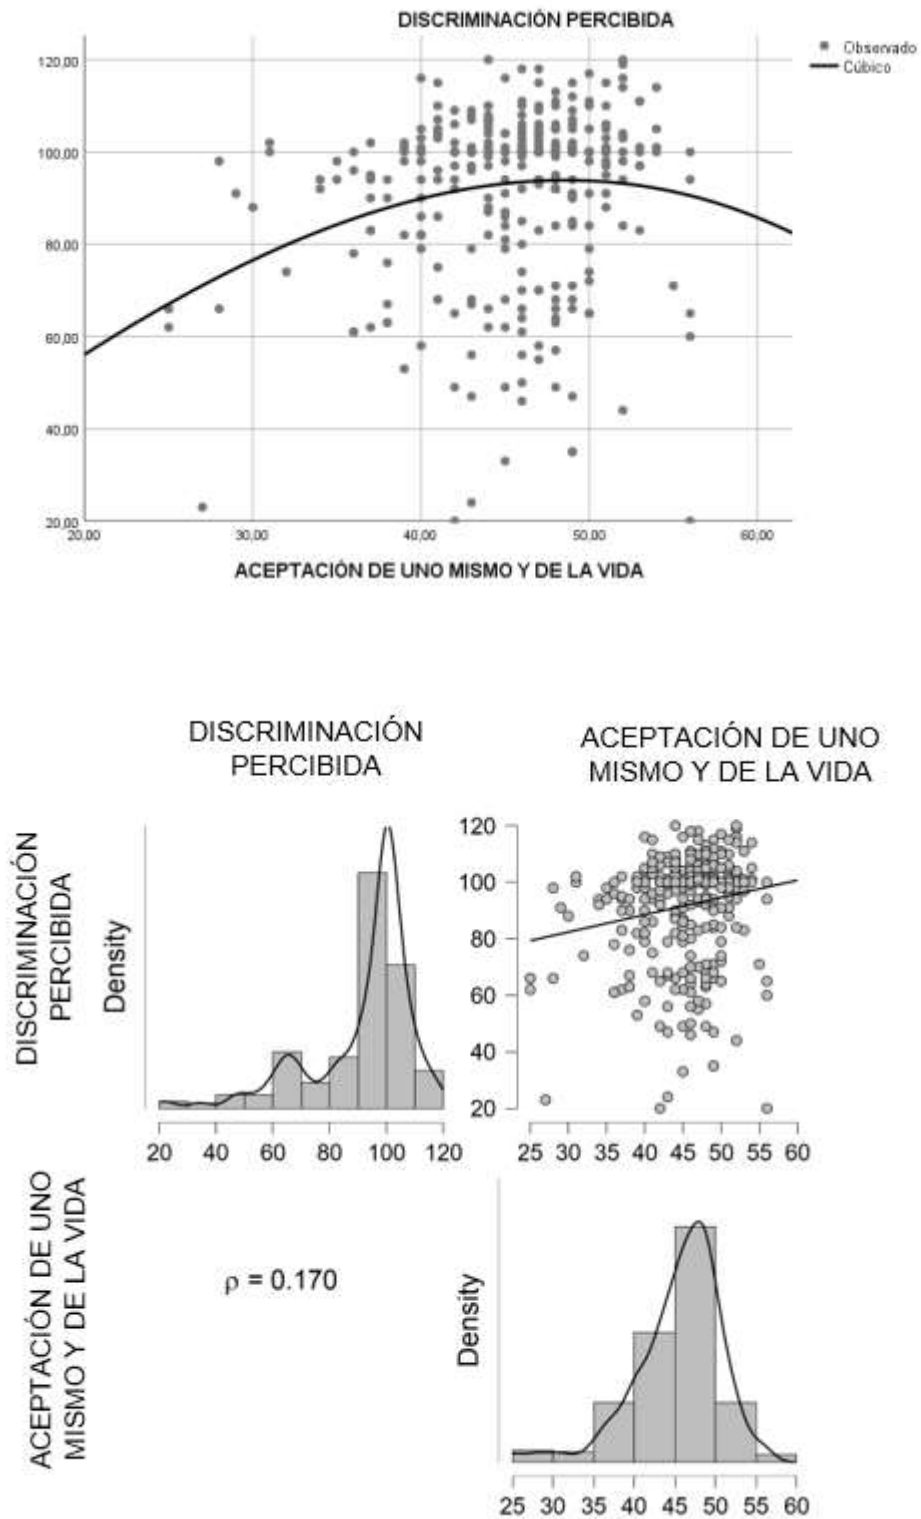 DISCRIMINACIÓN PERCIBIDA
Observado
Cúbico
120,00
100,00
80,00
60,00
40,00
20,00
20,00 30,00 40,00 50,00 60,00
ACEPTACIÓN DE UNO MISMO Y DE LA VIDA
DISCRIMINACIÓN
PERCIBIDA
ACEPTACIÓN DE UNO
MISMO Y DE LA VIDA
DISCRIMINACIÓN
PERCIBIDA
Density
20 40 60 80 100 120
120
100
80
60
40
20
25 30 35 40 45 50 55 60
ACEPTACIÓN DE UNO
MISMO Y DE LA VIDA
ρ = 0.170
Density
25 30 35 40 45 50 55 60